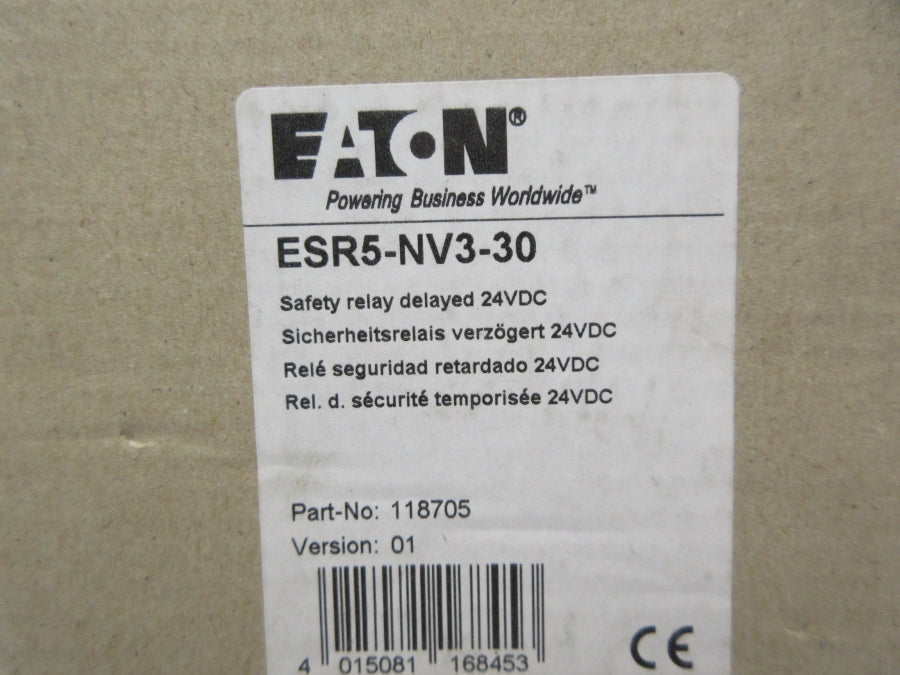 EATON®
Powering Business Worldwide™
ESR5-NV3-30
Safety relay delayed 24VDC
Sicherheitsrelais verzögert 24VDC
Relé seguridad retardado 24VDC
Rel. d. sécurité temporisée 24VDC
Part-No: 118705
Version: 01
4 015081 168453
CE